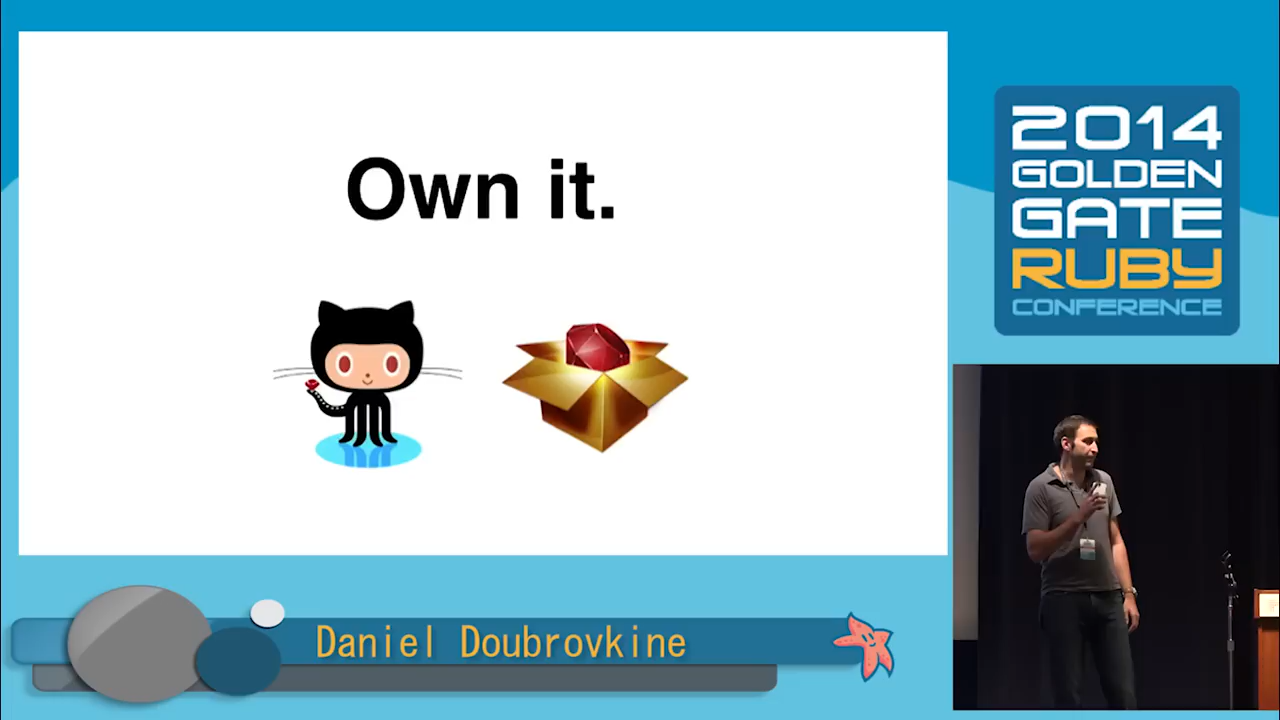 Own it.
2014
GOLDEN
GATE
RUBY
CONFERENCE
Daniel Doubrovkine